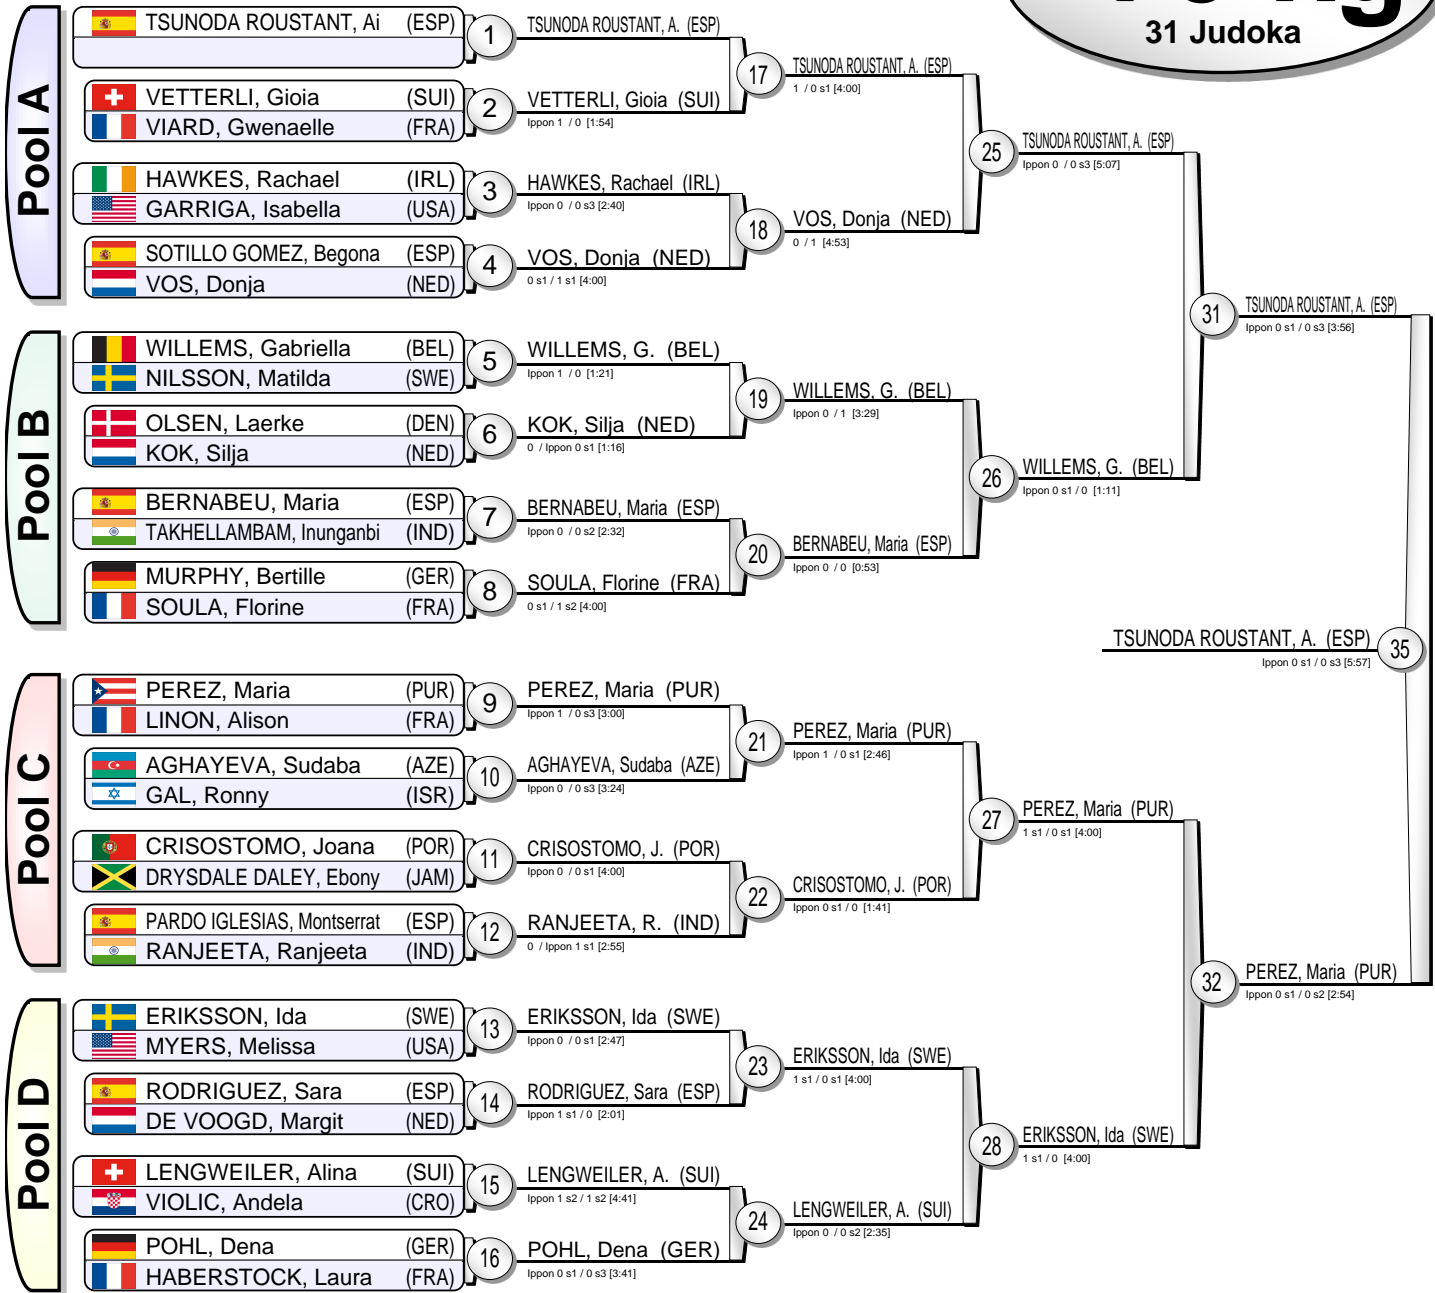 31 Judoka
Pool A
TSUNODA ROUSTANT, Ai (ESP)
1
VETTERLI, Gioia (SUI)
VIARD, Gwenaelle (FRA)
2
HAWKES, Rachael (IRL)
GARRIGA, Isabella (USA)
3
SOTILLO GOMEZ, Begona (ESP)
VOS, Donja (NED)
4
Pool B
WILLEMS, Gabriella (BEL)
NILSSON, Matilda (SWE)
5
OLSEN, Laerke (DEN)
KOK, Silja (NED)
6
BERNABEU, Maria (ESP)
TAKHELLAMBAM, Inunganbi (IND)
7
MURPHY, Bertille (GER)
SOULA, Florine (FRA)
8
Pool C
PEREZ, Maria (PUR)
LINON, Alison (FRA)
9
AGHAYEVA, Sudaba (AZE)
GAL, Ronny (ISR)
10
CRISOSTOMO, Joana (POR)
DRYSDALE DALEY, Ebony (JAM)
11
PARDO IGLESIAS, Montserrat (ESP)
RANJEETA, Ranjeeta (IND)
12
Pool D
ERIKSSON, Ida (SWE)
MYERS, Melissa (USA)
13
RODRIGUEZ, Sara (ESP)
DE VOOGD, Margit (NED)
14
LENGWEILER, Alina (SUI)
VIOLIC, Andela (CRO)
15
POHL, Dena (GER)
HABERSTOCK, Laura (FRA)
16
TSUNODA ROUSTANT, A. (ESP)
VETTERLI, Gioia (SUI)
Ippon 1 / 0 [1:54]
17
HAWKES, Rachael (IRL)
Ippon 0 / 0 s3 [2:40]
VOS, Donja (NED)
0 s1 / 1 s1 [4:00]
18
WILLEMS, G. (BEL)
Ippon 1 / 0 [1:21]
KOK, Silja (NED)
0 / Ippon 0 s1 [1:16]
19
BERNABEU, Maria (ESP)
Ippon 0 / 0 s2 [2:32]
SOULA, Florine (FRA)
0 s1 / 1 s2 [4:00]
20
PEREZ, Maria (PUR)
Ippon 1 / 0 s3 [3:00]
AGHAYEVA, Sudaba (AZE)
Ippon 0 / 0 s3 [3:24]
21
CRISOSTOMO, J. (POR)
Ippon 0 / 0 s1 [4:00]
RANJEETA, R. (IND)
0 / Ippon 1 s1 [2:55]
22
ERIKSSON, Ida (SWE)
Ippon 0 / 0 s1 [2:47]
RODRIGUEZ, Sara (ESP)
Ippon 1 s1 / 0 [2:01]
23
LENGWEILER, A. (SUI)
Ippon 1 s2 / 1 s2 [4:41]
POHL, Dena (GER)
Ippon 0 s1 / 0 s3 [3:41]
24
TSUNODA ROUSTANT, A. (ESP)
1 / 0 s1 [4:00]
VOS, Donja (NED)
0 / 1 [4:53]
25
WILLEMS, G. (BEL)
Ippon 0 / 1 [3:29]
BERNABEU, Maria (ESP)
Ippon 0 / 0 [0:53]
26
PEREZ, Maria (PUR)
Ippon 1 / 0 s1 [2:46]
CRISOSTOMO, J. (POR)
Ippon 0 s1 / 0 [1:41]
27
ERIKSSON, Ida (SWE)
1 s1 / 0 s1 [4:00]
LENGWEILER, A. (SUI)
Ippon 0 / 0 s2 [2:35]
28
TSUNODA ROUSTANT, A. (ESP)
Ippon 0 / 0 s3 [5:07]
WILLEMS, G. (BEL)
Ippon 0 s1 / 0 [1:11]
31
PEREZ, Maria (PUR)
1 s1 / 0 s1 [4:00]
ERIKSSON, Ida (SWE)
1 s1 / 0 [4:00]
32
TSUNODA ROUSTANT, A. (ESP)
Ippon 0 s1 / 0 s3 [3:56]
PEREZ, Maria (PUR)
Ippon 0 s1 / 0 s2 [2:54]
TSUNODA ROUSTANT, A. (ESP)
Ippon 0 s1 / 0 s3 [5:57]
35